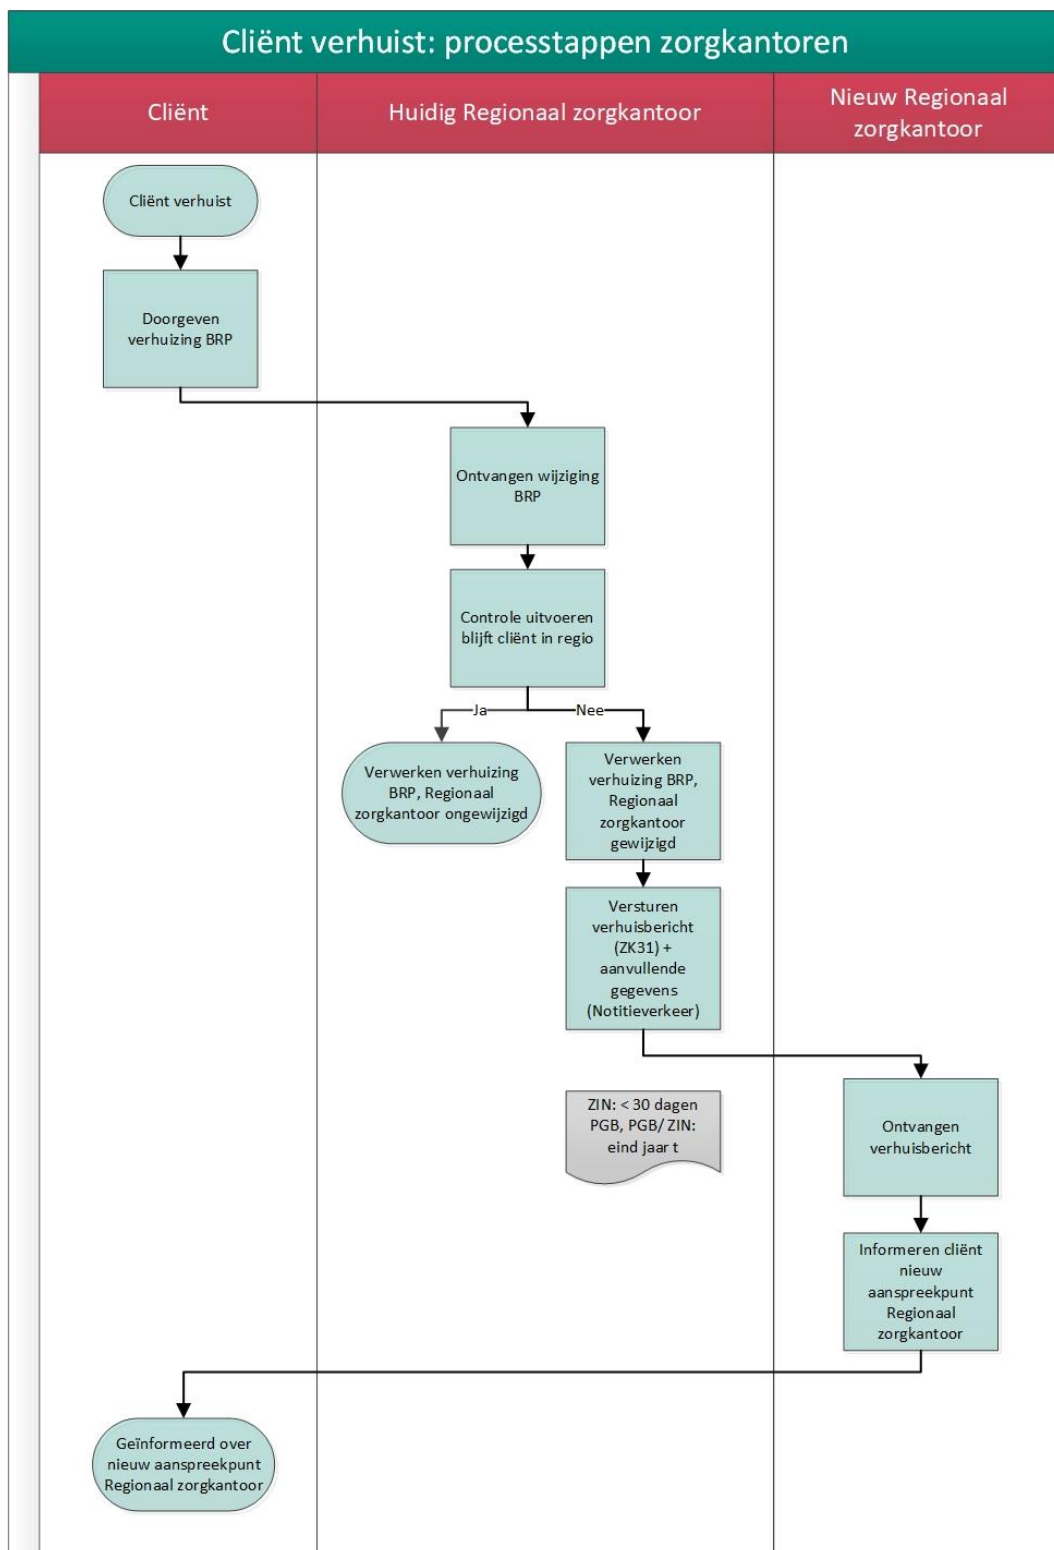 Cliënt verhuist: processtappen zorgkantoren
Cliënt
Huidig Regionaal zorgkantoor
Nieuw Regionaal
zorgkantoor
Cliënt verhuist
Doorgeven
verhuizing BRP
Ontvangen wijziging
BRP
Controle uitvoeren
blijft cliënt in regio
Ja
Nee
Verwerken verhuizing
BRP, Regionaal
zorgkantoor ongewijzigd
Verwerken
verhuizing BRP,
Regionaal
zorgkantoor
gewijzigd
Versturen
verhuisbericht
(ZK31) +
aanvullende
gegevens
(Notitieverkeer)
ZIN: < 30 dagen
PGB, PGB/ZIN:
eind jaar t
Ontvangen
verhuisbericht
Informeren cliënt
nieuw
aanspreekpunt
Regionaal
zorgkantoor
Geïnformeerd over
nieuw aanspreekpunt
Regionaal zorgkantoor